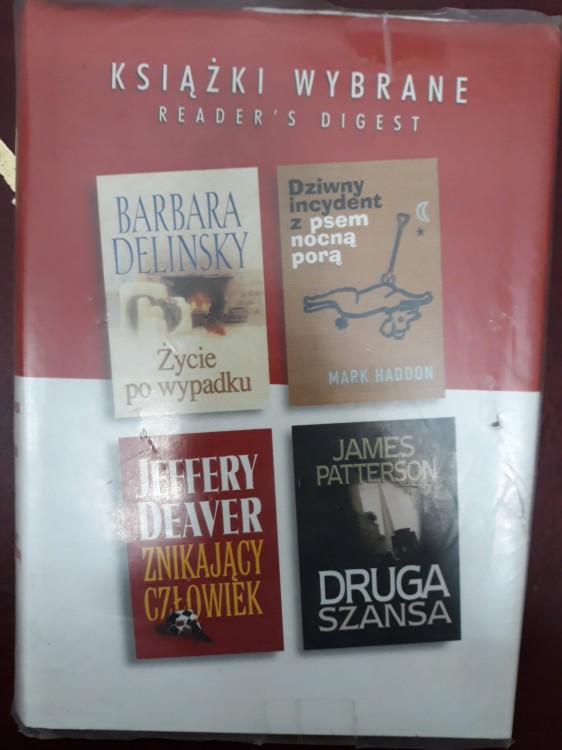 KSIĄŻKI WYBRANE
READER'S DIGEST
BARBARA
DELINSKY
Życie
po wypadku
Dziwny
incydent
z psem
nocną
porą
MARK HADDON
JEFFERY
DEAVER
ZNIKAJĄCY
CZŁOWIEK
JAMES
PATTERSON
DRUGA
SZANSA